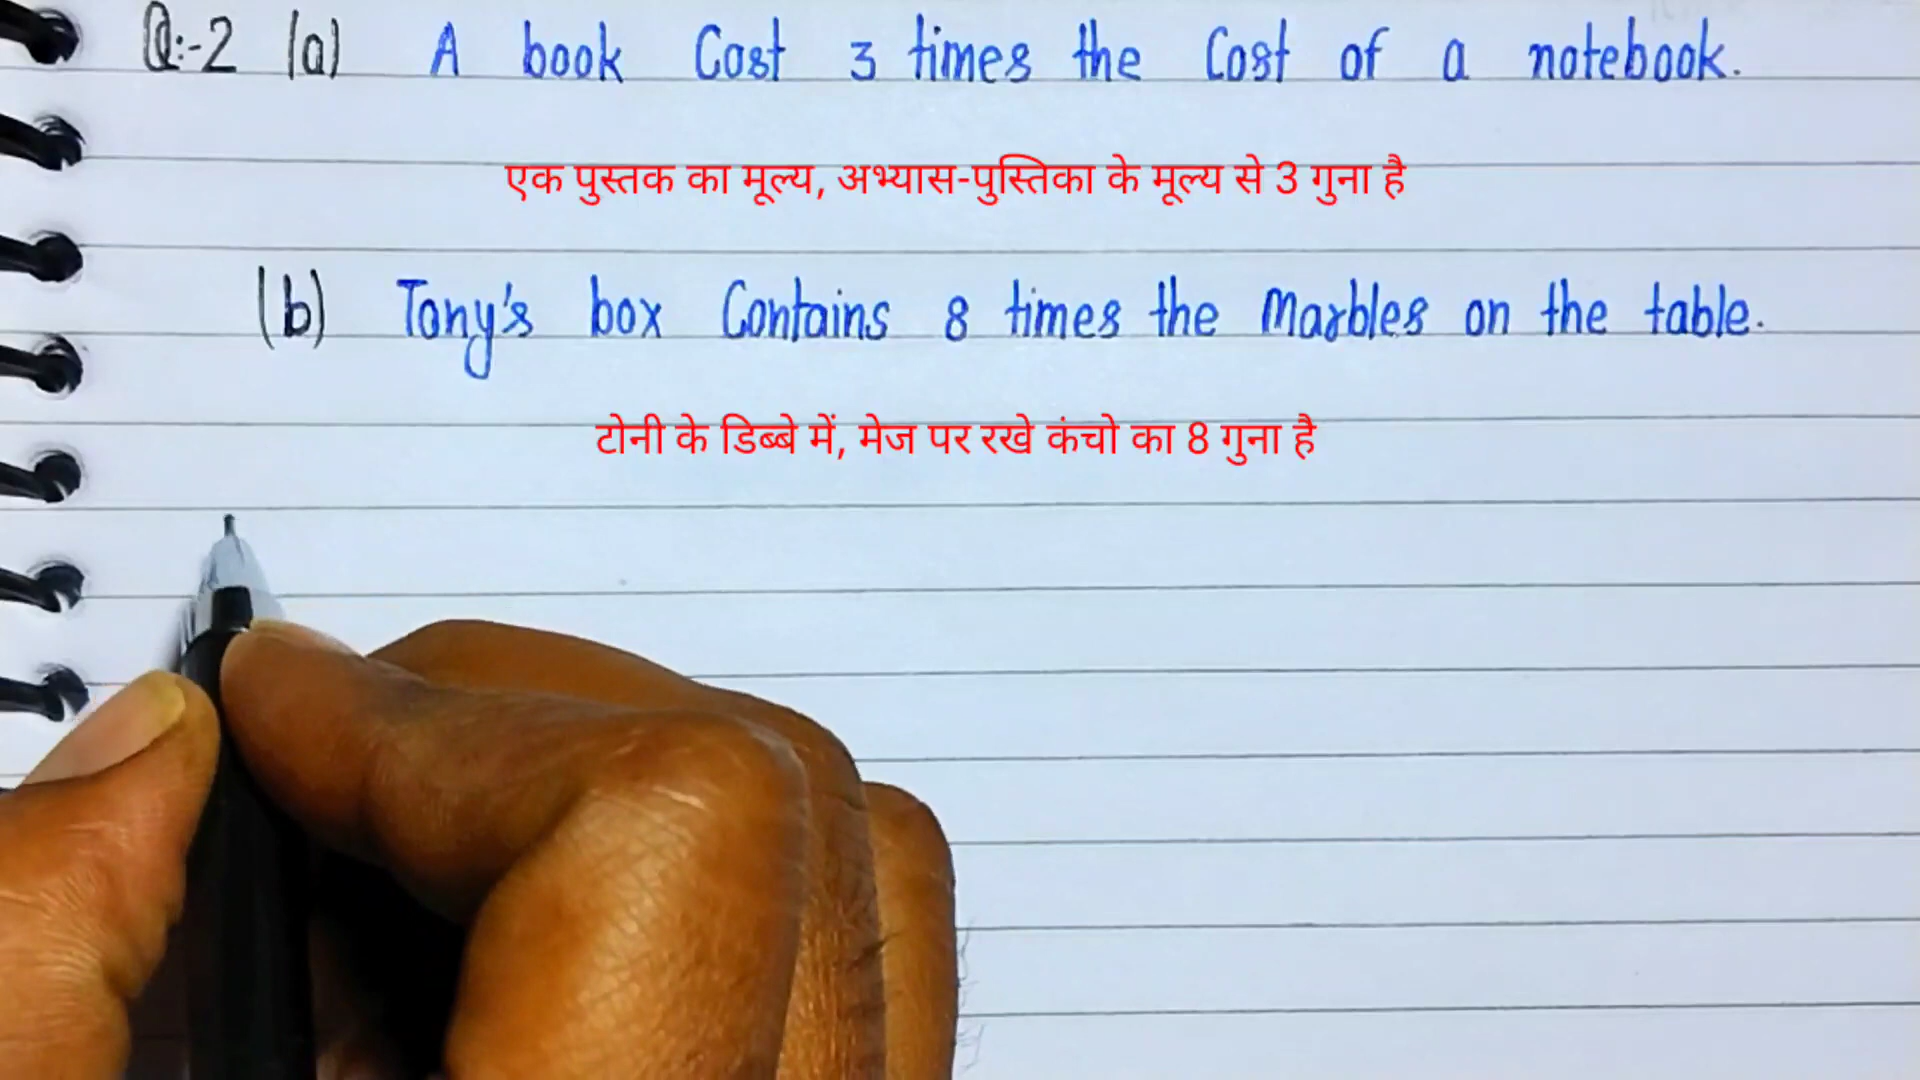 Q:-2 (a) A book Cost 3 times the Cost of a notebook.
एक पुस्तक का मूल्य, अभ्यास-पुस्तिका के मूल्य से 3 गुना है
(b) Tony's box Contains 8 times the Marbles on the table.
टोनी के डिब्बे में, मेज पर रखे कंचो का 8 गुना है